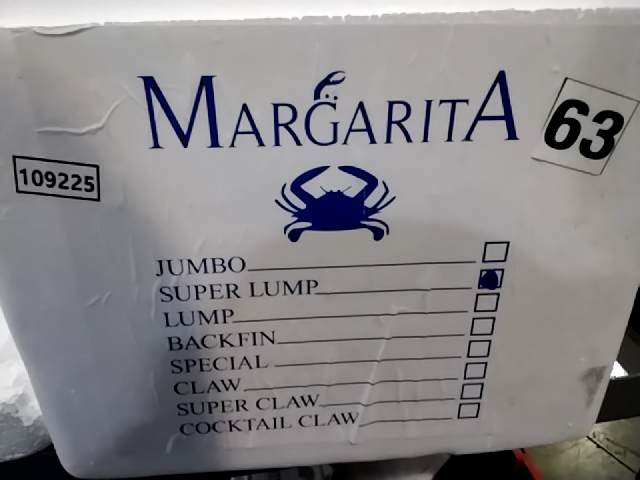 MARGARITA
63
109225
JUMBO
SUPER LUMP
LUMP
BACKFIN
SPECIAL
CLAW
SUPER CLAW
COCKTAIL CLAW